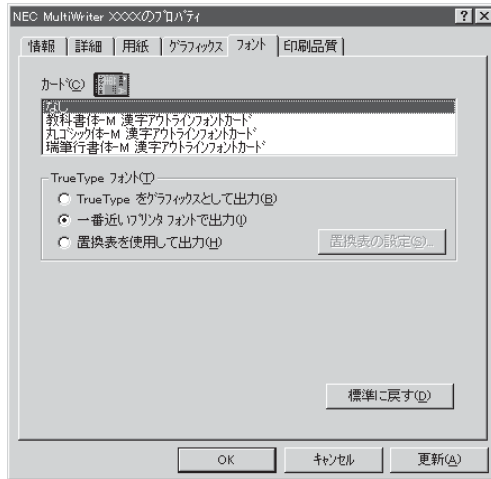 NEC MultiWriter XXXXのﾌﾟﾛﾊﾟﾃｨ
情報 詳細 用紙 ｸﾞﾗﾌｨｯｸｽ ﾌｫﾝﾄ 印刷品質
ｶｰﾄﾞ(C)
なし
教科書体-M 漢字ｱｳﾄﾗｲﾝﾌｫﾝﾄｶｰﾄﾞ
丸ｺﾞｼｯｸ体-M 漢字ｱｳﾄﾗｲﾝﾌｫﾝﾄｶｰﾄﾞ
瑞筆行書体-M 漢字ｱｳﾄﾗｲﾝﾌｫﾝﾄｶｰﾄﾞ
TrueType ﾌｫﾝﾄ(T)
TrueType をｸﾞﾗﾌｨｯｸｽとして出力(B)
一番近いﾌﾟﾘﾝﾀ ﾌｫﾝﾄで出力(I)
置換表を使用して出力(H)
置換表の設定(S)...
標準に戻す(D)
OK ｷｬﾝｾﾙ 更新(A)